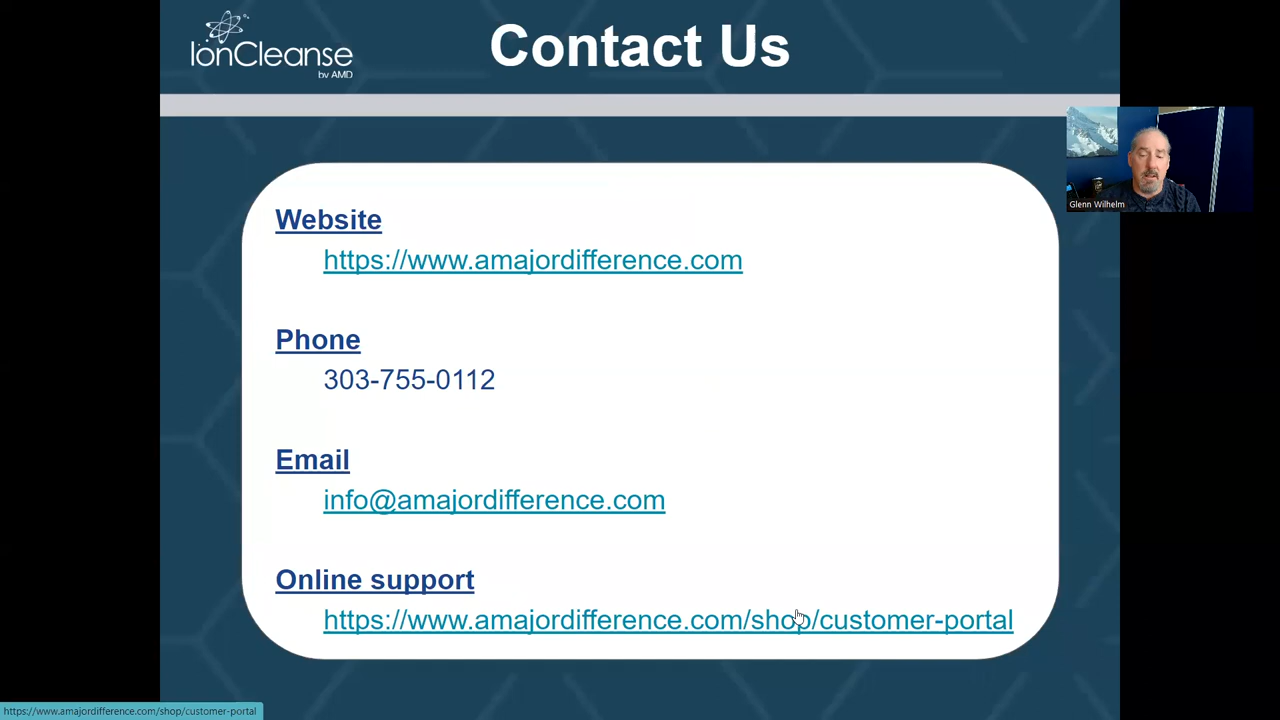 IonCleanse
by AMD
Contact Us
Website
https://www.amajordifference.com
Phone
303-755-0112
Email
info@amajordifference.com
Online support
https://www.amajordifference.com/shop/customer-portal
Glenn Wilhelm
https://www.amajordifference.com/shop/customer-portal